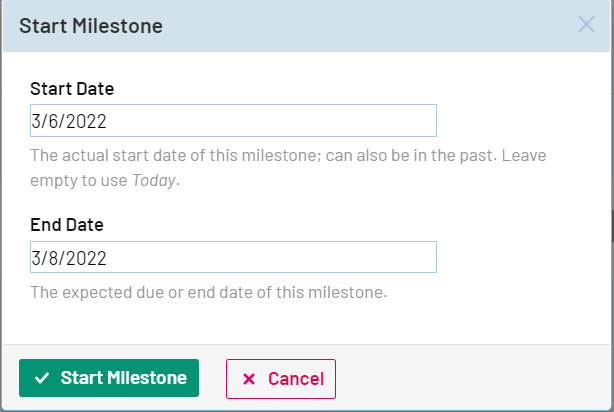 Start Milestone
Start Date
3/6/2022
The actual start date of this milestone; can also be in the past. Leave
empty to use Today.
End Date
3/8/2022
The expected due or end date of this milestone.
Start MIlestone
Cancel